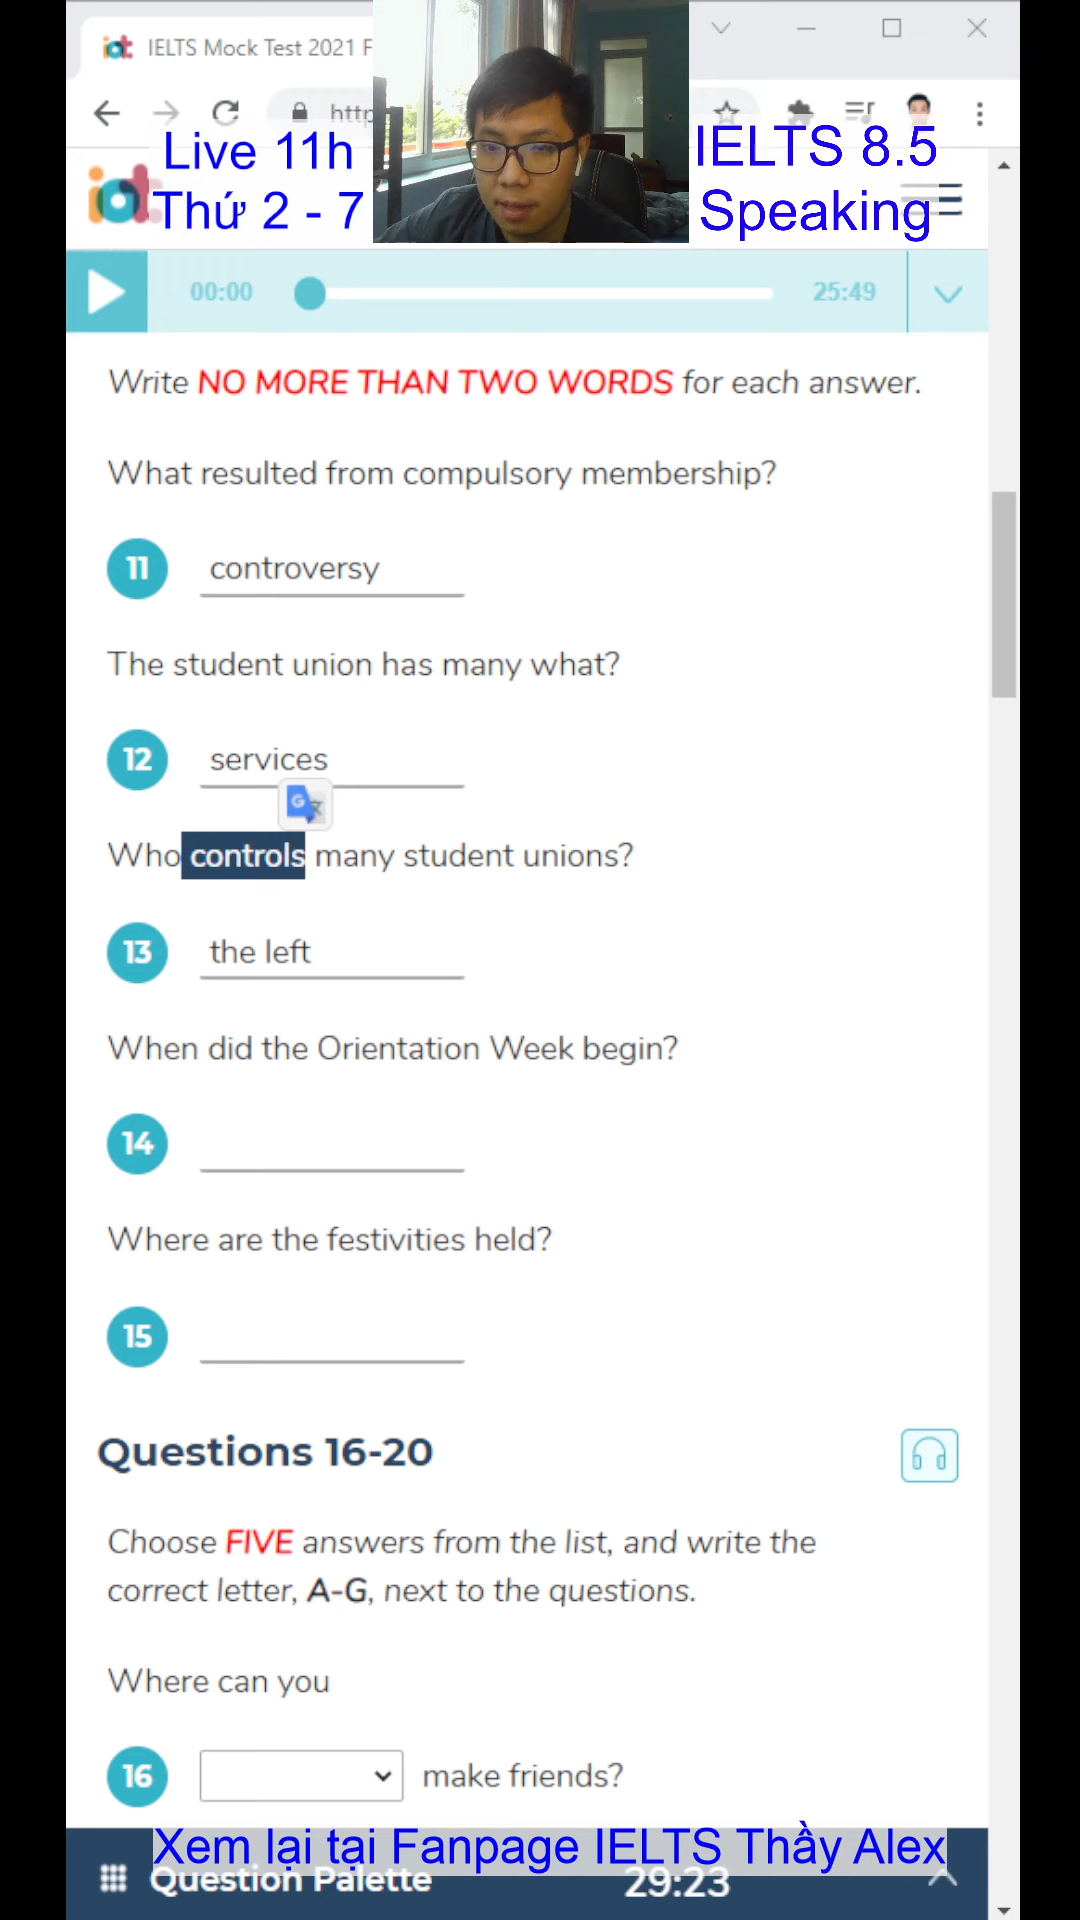 IELTS Mock Test 2021 F
http
Live 11h
Thứ 2 - 7
IELTS 8.5
Speaking
iot
00:00
25:49
Write NO MORE THAN TWO WORDS for each answer.
What resulted from compulsory membership?
11 controversy
The student union has many what?
12 services
Who controls many student unions?
13 the left
When did the Orientation Week begin?
14
Where are the festivities held?
15
Questions 16-20
Choose FIVE answers from the list, and write the
correct letter, A-G, next to the questions.
Where can you
16 make friends?
Xem lại tại Fanpage IELTS Thầy Alex
Question Palette
29:23